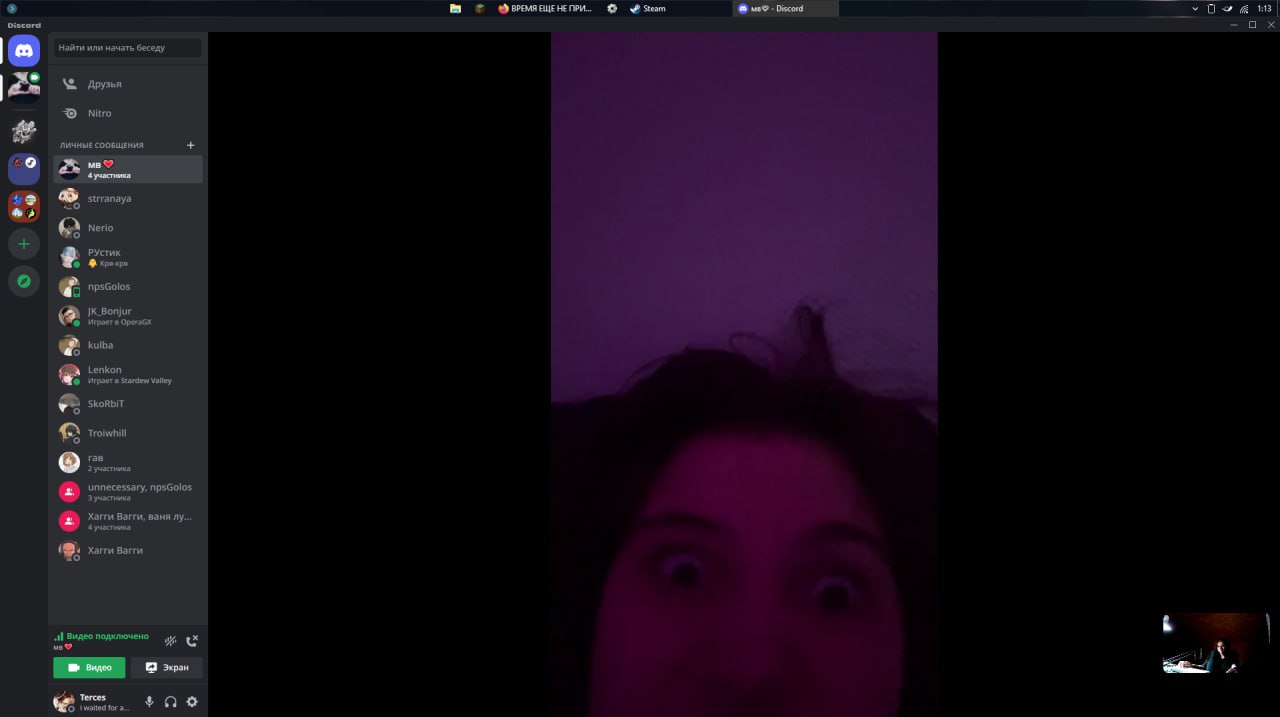 ВРЕМЯ ЕЩЕ НЕ ПРИ...
Steam
мв♡ - Discord
1:13
Discord
Найти или начать беседу
Друзья
Nitro
ЛИЧНЫЕ СООБЩЕНИЯ
мв ❤️
4 участника
strranaya
Nerio
РУстик
Кря-кря
npsGolos
JK_Bonjur
Играет в OperaGX
kulba
Lenkon
Играет в Stardew Valley
SkoRbiT
Troiwhill
гав
2 участника
unnecessary, npsGolos
3 участника
Хагги Вагги, ваня лу...
4 участника
Хагги Вагги
Видео подключено
мв ❤️
Видео
Экран
Terces
i waited for a...